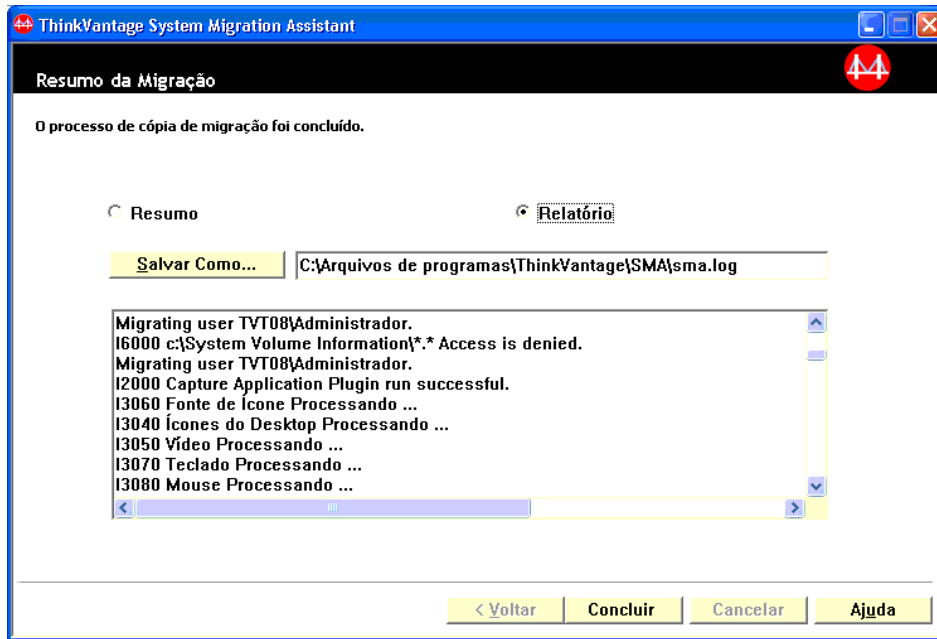 ThinkVantage System Migration Assistant
Resumo da Migração
O processo de cópia de migração foi concluído.
Resumo
Relatório
Salvar Como...
C:\Arquivos de programas\ThinkVantage\SMA\sma.log
Migrating user TVT08\Administrador.
I6000 c:\System Volume Information\*.* Access is denied.
Migrating user TVT08\Administrador.
I2000 Capture Application Plugin run successful.
I3060 Fonte de Ícone Processando ...
I3040 Ícones do Desktop Processando ...
I3050 Vídeo Processando ...
I3070 Teclado Processando ...
I3080 Mouse Processando ...
< Voltar
Concluir
Cancelar
Ajuda